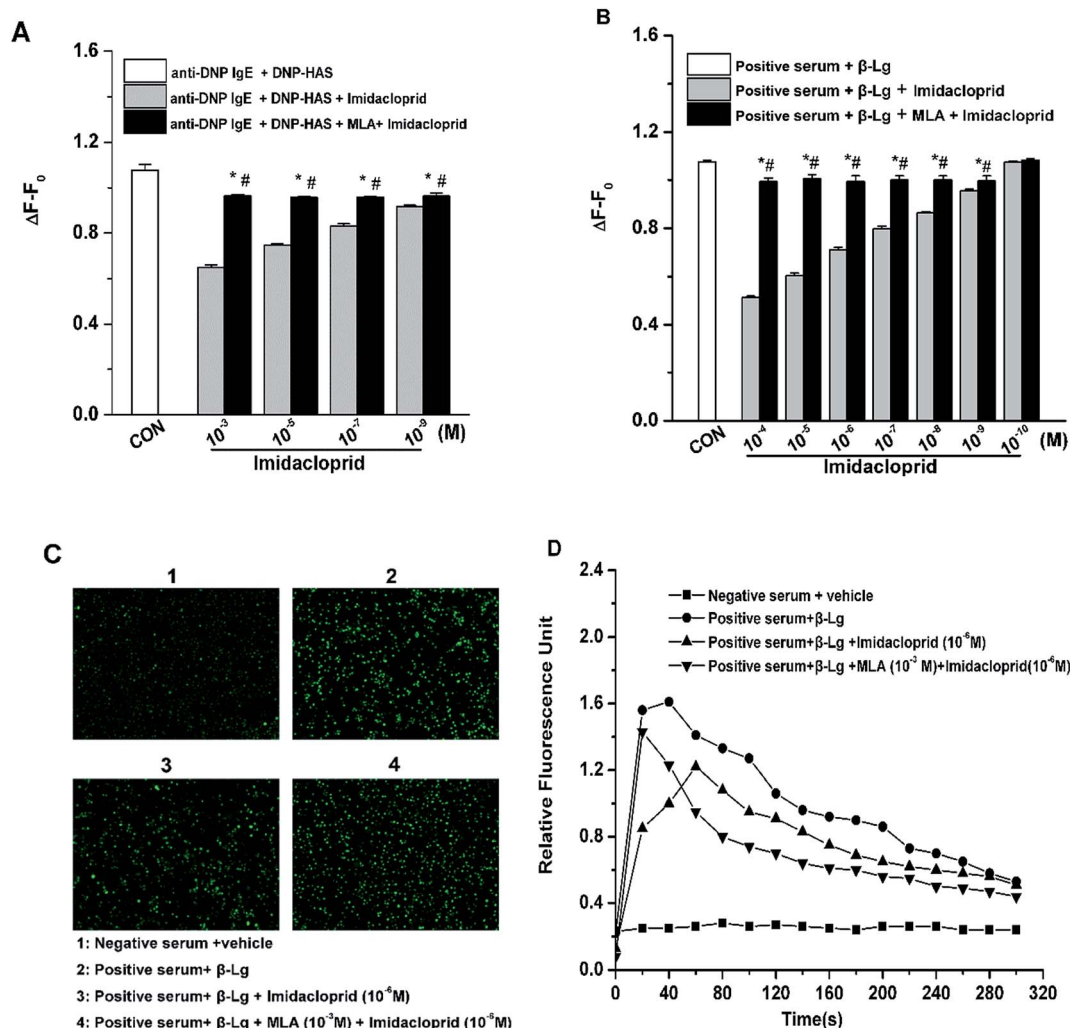 A
1.6
1.2
0.8
0.4
0.0
ΔF-F0
anti-DNP IgE + DNP-HAS
anti-DNP IgE + DNP-HAS + Imidacloprid
anti-DNP IgE + DNP-HAS + MLA+ Imidacloprid
* # * # * # * #
CON 10-3 10-5 10-7 10-9 (M)
Imidacloprid
B
1.6
1.2
0.8
0.4
0.0
ΔF-F0
Positive serum + β-Lg
Positive serum + β-Lg + Imidacloprid
Positive serum + β-Lg + MLA + Imidacloprid
*# *# *# *# *# *#
CON 10-4 10-5 10-6 10-7 10-8 10-9 10-10 (M)
Imidacloprid
C
1 2
3 4
1: Negative serum +vehicle
2: Positive serum+ β-Lg
3: Positive serum+ β-Lg + Imidacloprid (10-6M)
4: Positive serum+ β-Lg + MLA (10-3M) + Imidacloprid (10-6M)
D
2.4
2.0
1.6
1.2
0.8
0.4
0.0
Relative Fluorescence Unit
Negative serum + vehicle
Positive serum+β-Lg
Positive serum+β-Lg +Imidacloprid (10-6M)
Positive serum+β-Lg +MLA (10-3 M)+Imidacloprid(10-6M)
0 40 80 120 160 200 240 280 320
Time(s)